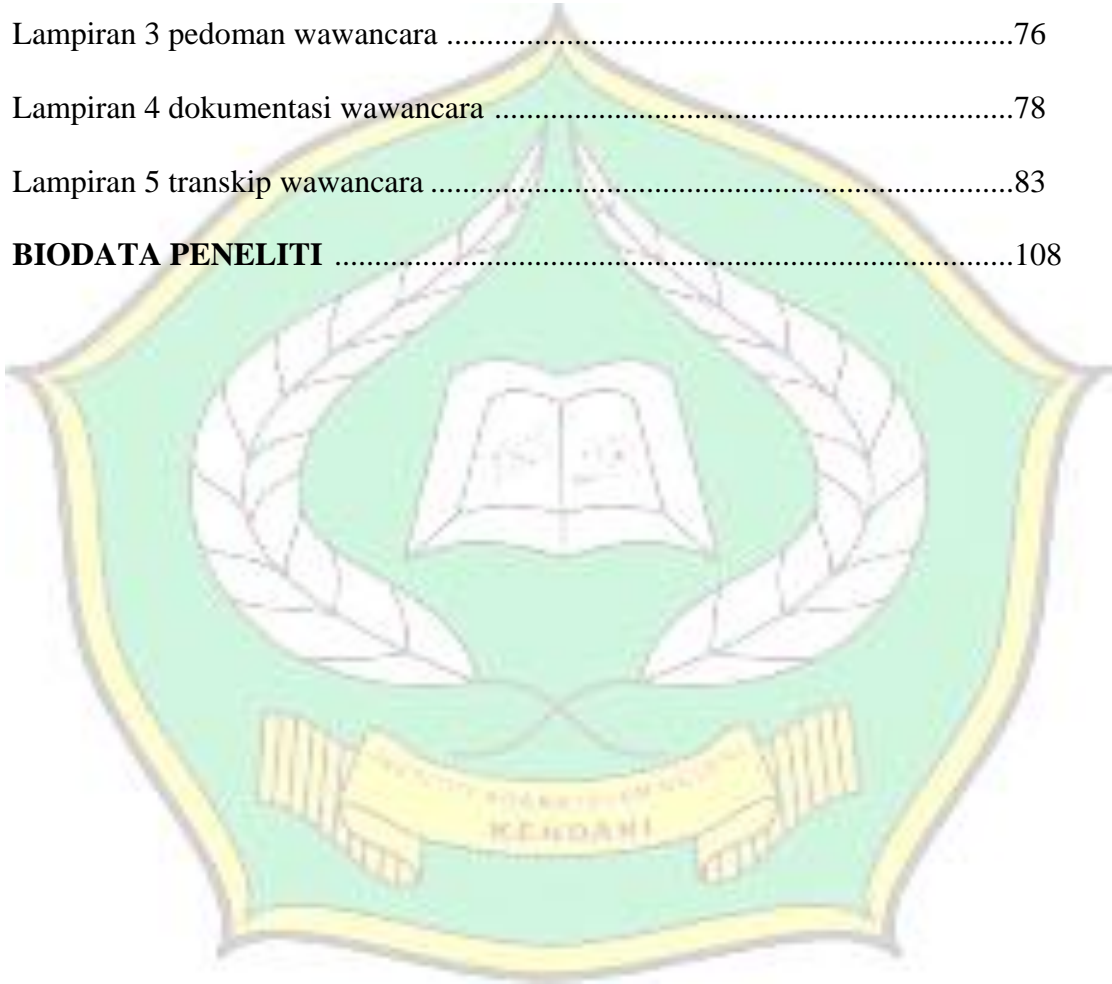 Lampiran 3 pedoman wawancara ......................................................................76
Lampiran 4 dokumentasi wawancara ................................................................78
Lampiran 5 transkip wawancara ........................................................................83
BIODATA PENELITI ....................................................................................108
KENDARI